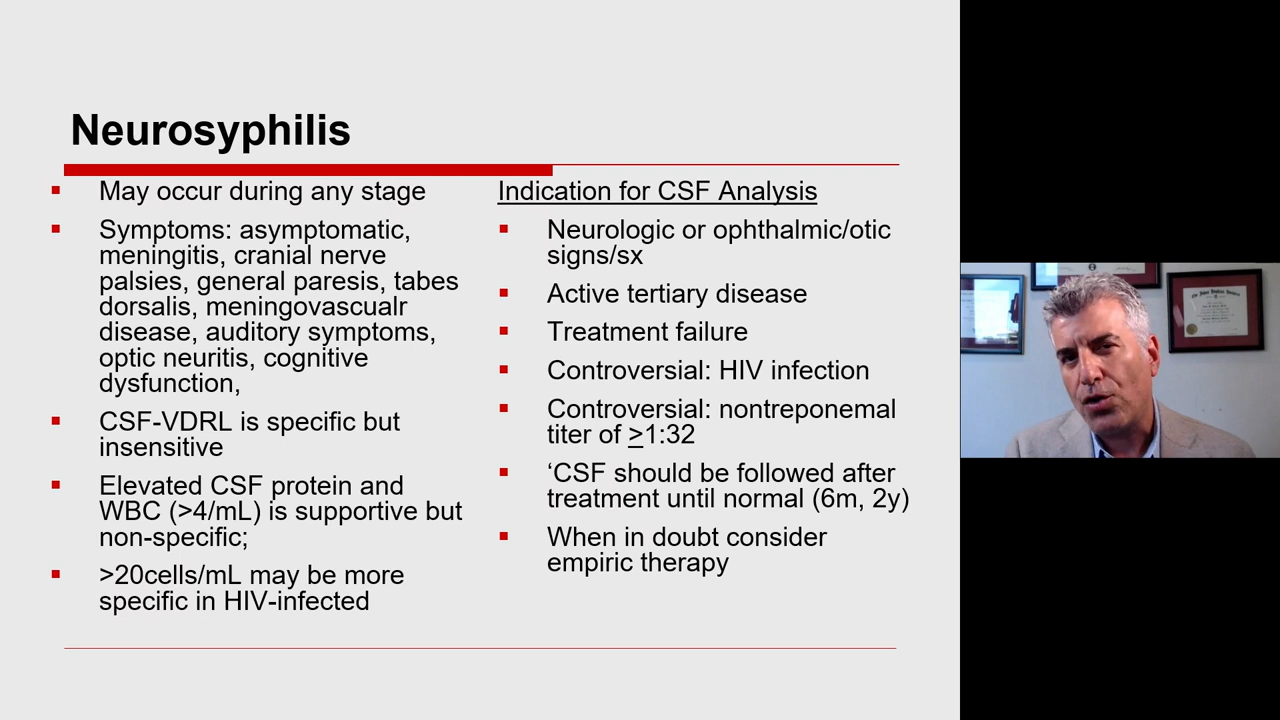 Neurosyphilis
May occur during any stage
Symptoms: asymptomatic,
meningitis, cranial nerve
palsies, general paresis, tabes
dorsalis, meningovascualr
disease, auditory symptoms,
optic neuritis, cognitive
dysfunction,
CSF-VDRL is specific but
insensitive
Elevated CSF protein and
WBC (>4/mL) is supportive but
non-specific;
>20cells/mL may be more
specific in HIV-infected
Indication for CSF Analysis
Neurologic or ophthalmic/otic
signs/sx
Active tertiary disease
Treatment failure
Controversial: HIV infection
Controversial: nontreponemal
titer of >1:32
‘CSF should be followed after
treatment until normal (6m, 2y)
When in doubt consider
empiric therapy